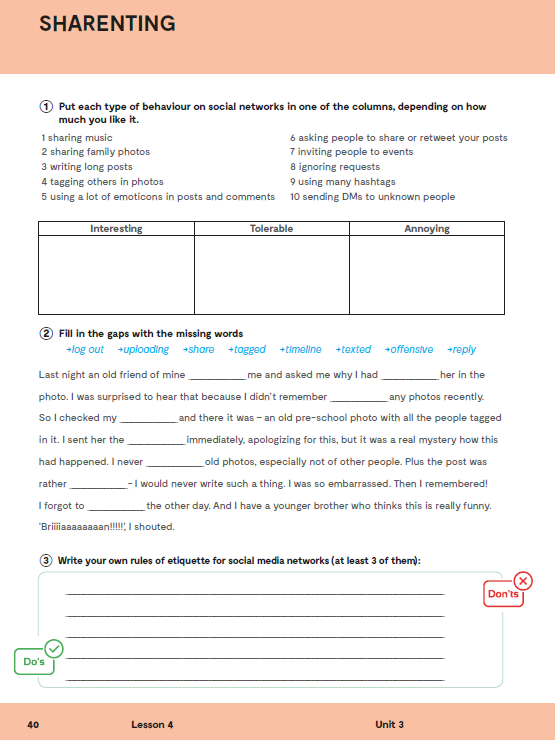 SHARENTING
1 Put each type of behaviour on social networks in one of the columns, depending on how
much you like it.
1 sharing music
2 sharing family photos
3 writing long posts
4 tagging others in photos
5 using a lot of emoticons in posts and comments
6 asking people to share or retweet your posts
7 inviting people to events
8 ignoring requests
9 using many hashtags
10 sending DMs to unknown people
Interesting Tolerable Annoying
2 Fill in the gaps with the missing words
→log out →uploading →share →tagged →timeline →texted →offensive →reply
Last night an old friend of mine __________ me and asked me why I had __________ her in the
photo. I was surprised to hear that because I didn't remember __________ any photos recently.
So I checked my __________ and there it was – an old pre-school photo with all the people tagged
in it. I sent her the __________ immediately, apologizing for this, but it was a real mystery how this
had happened. I never __________ old photos, especially not of other people. Plus the post was
rather __________ – I would never write such a thing. I was so embarrassed. Then I remembered!
I forgot to __________ the other day. And I have a younger brother who thinks this is really funny.
'Briiiiaaaaaaaan!!!!!', I shouted.
3 Write your own rules of etiquette for social media networks (at least 3 of them):
Don'ts
Do's
40 Lesson 4 Unit 3